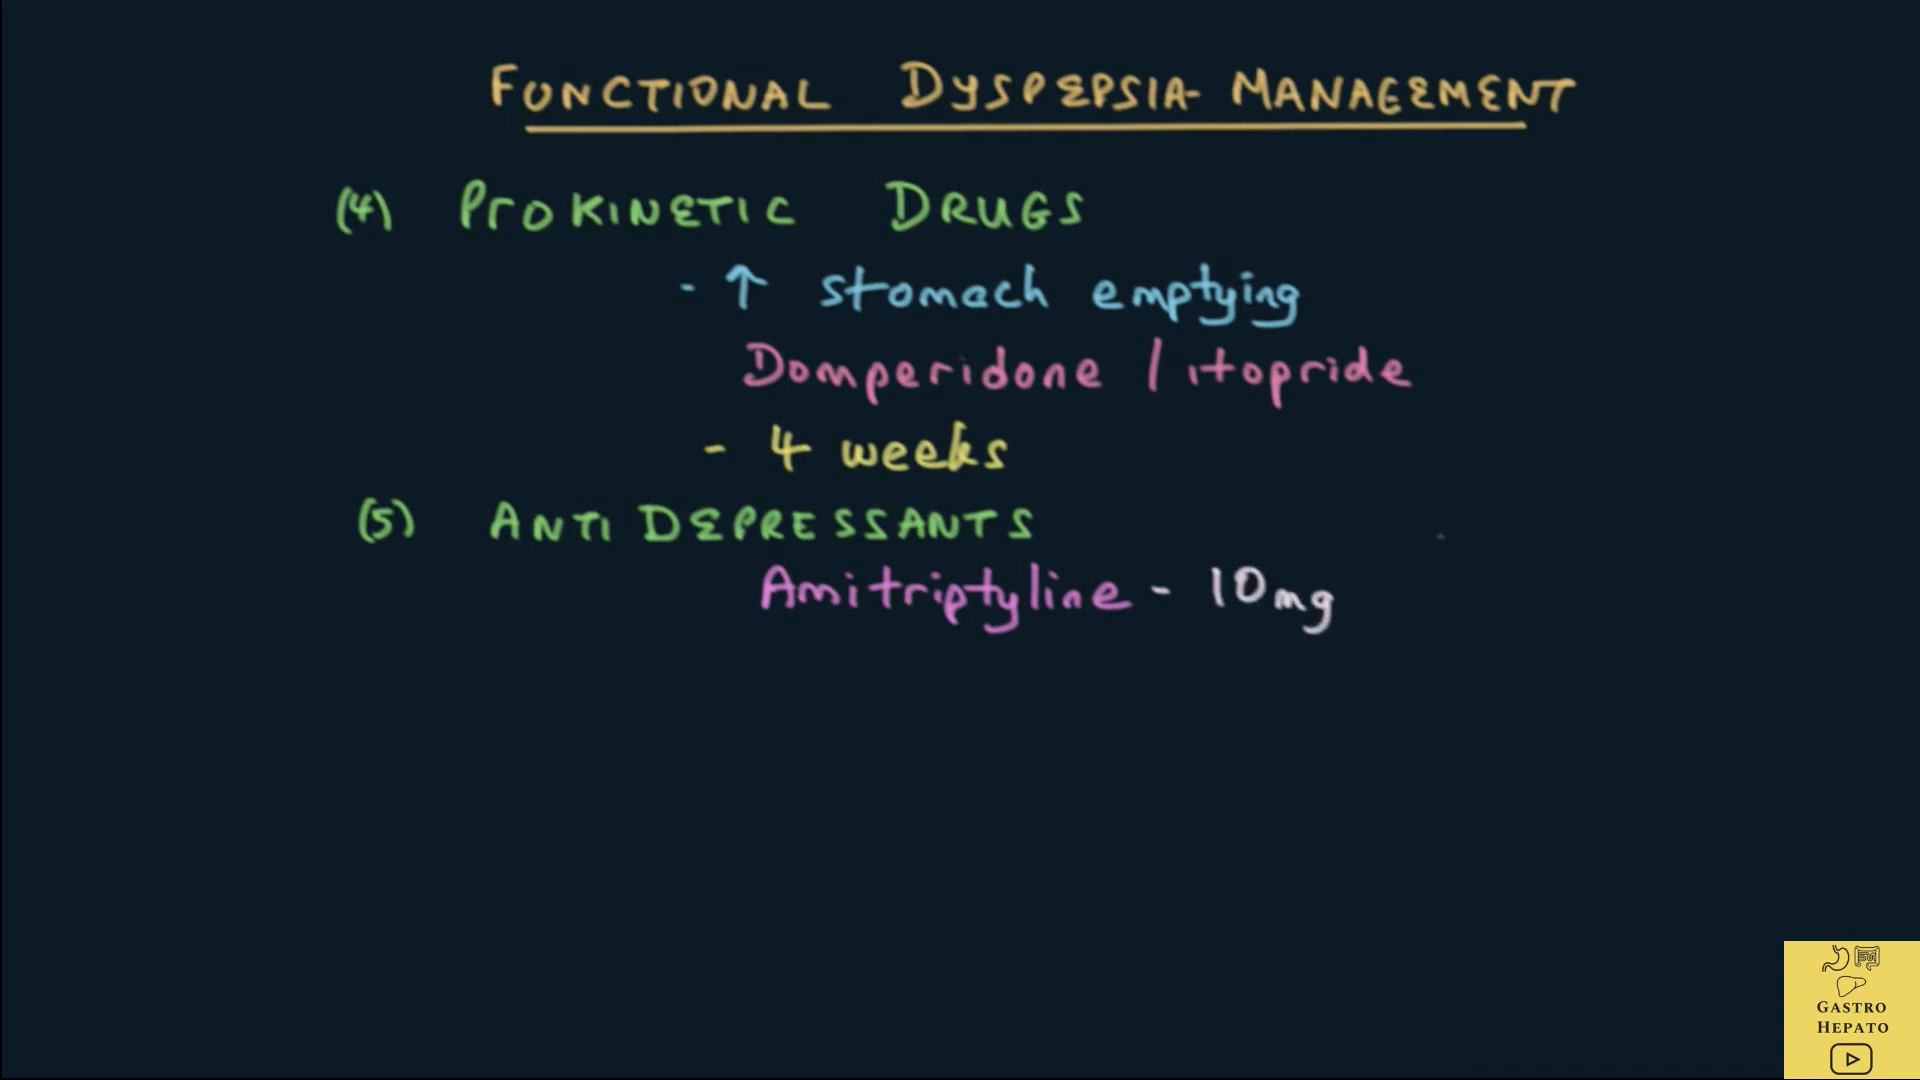 FUNCTIONAL DYSPEPSIA- MANAGEMENT
(4) PROKINETIC DRUGS
- ↑ stomach emptying
Domperidone / itopride
- 4 weeks
(5) ANTI DEPRESSANTS
Amitriptyline - 10mg
GASTRO
HEPATO